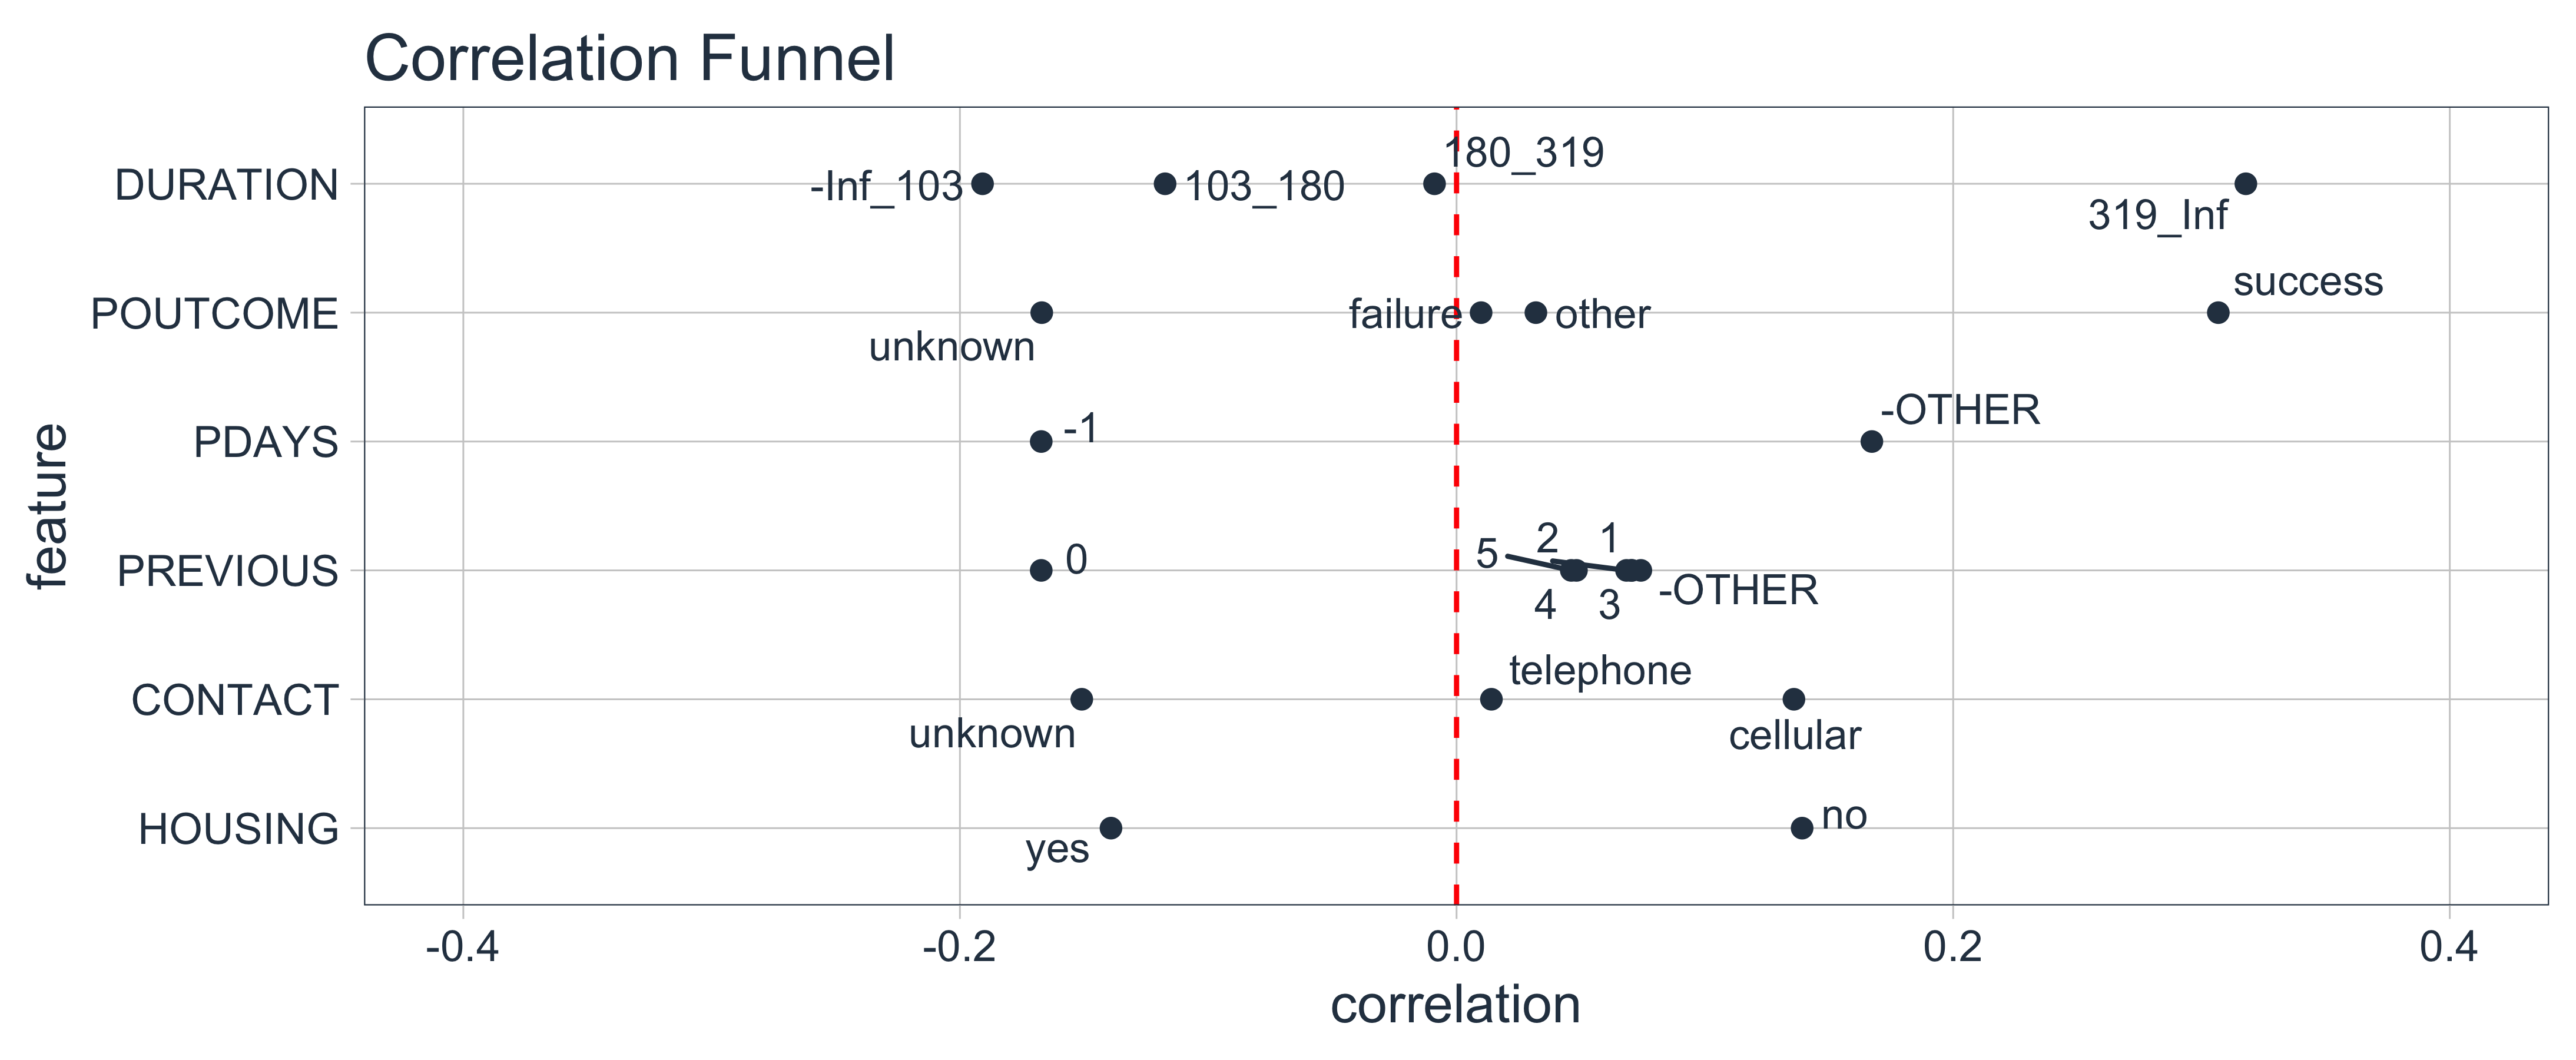 Correlation Funnel
feature
DURATION
-Inf_103
103_180
180_319
319_Inf
POUTCOME
unknown
failure
other
success
PDAYS
-1
-OTHER
PREVIOUS
0
5
2
1
4
3
-OTHER
CONTACT
unknown
telephone
cellular
HOUSING
yes
no
-0.4
-0.2
0.0
0.2
0.4
correlation